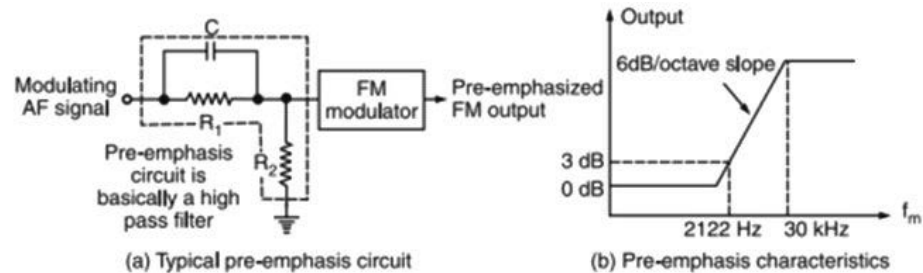 C
Modulating
AF signal
R1
R2
FM
modulator
Pre-emphasized
FM output
Pre-emphasis
circuit is
basically a high
pass filter
(a) Typical pre-emphasis circuit
Output
6dB/octave slope
3 dB
0 dB
fm
2122 Hz
30 kHz
(b) Pre-emphasis characteristics